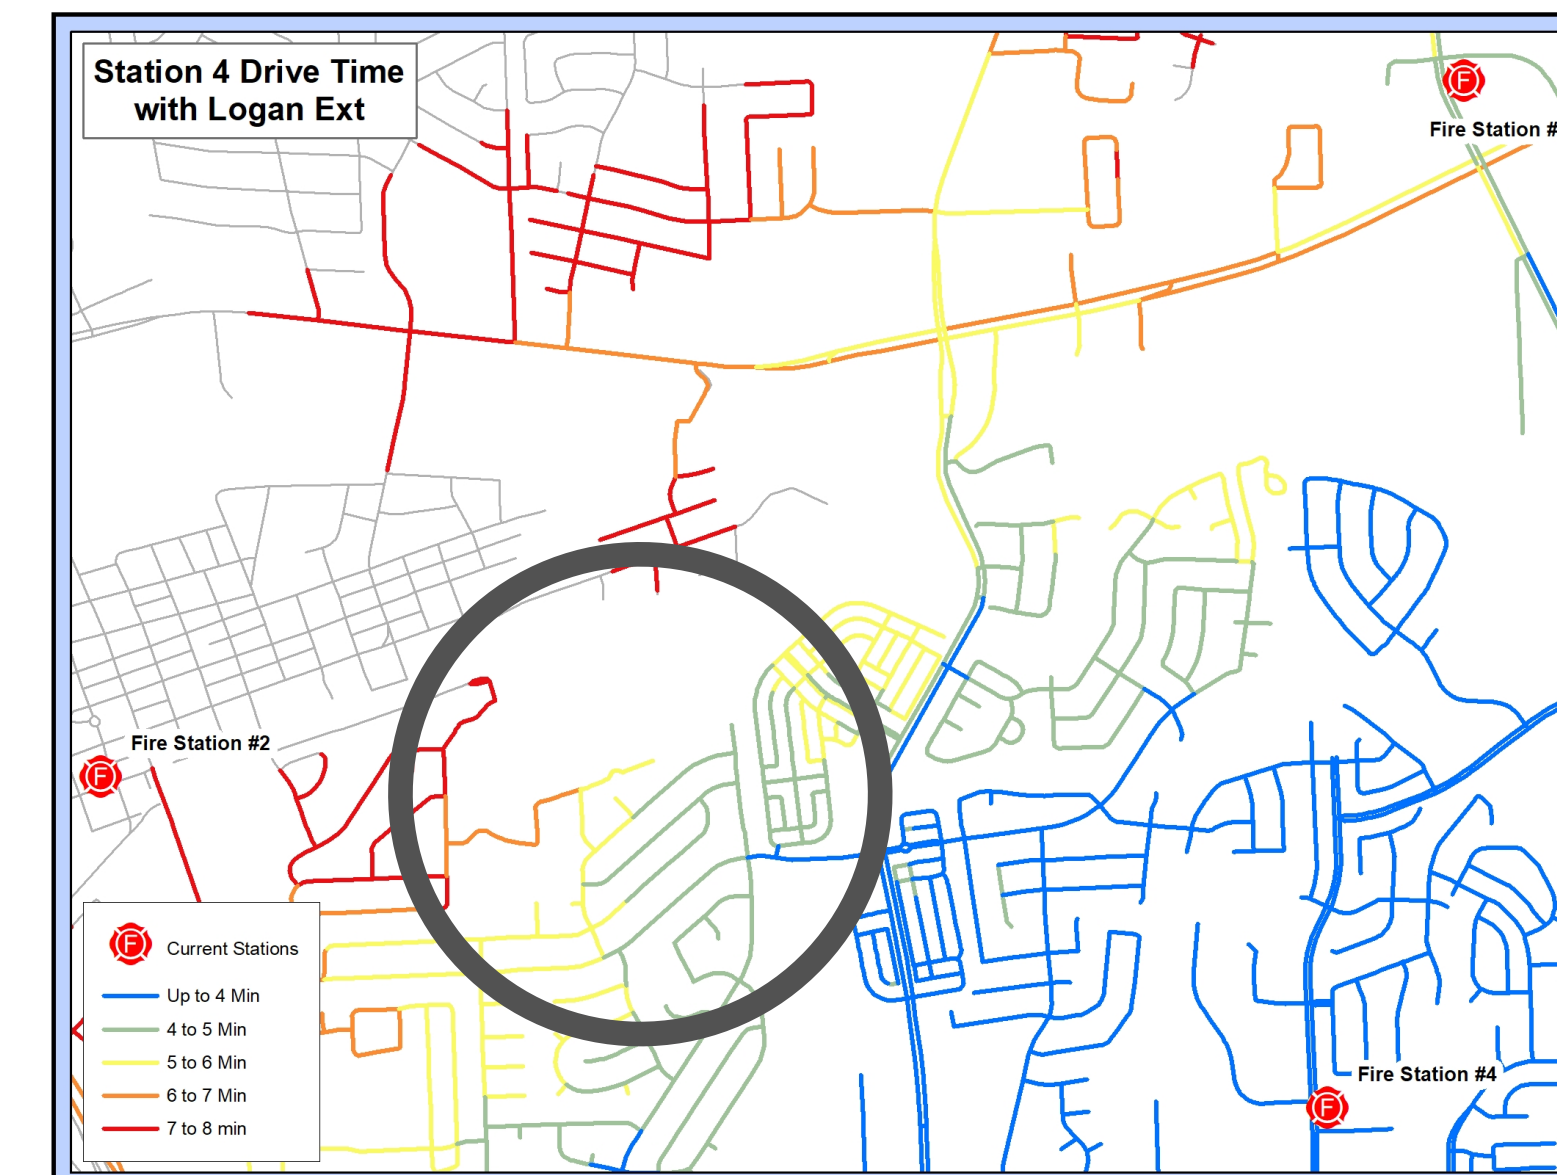 Station 4 Drive Time
with Logan Ext
F
Fire Station #
Fire Station #2
F
F
Current Stations
Up to 4 Min
4 to 5 Min
5 to 6 Min
6 to 7 Min
7 to 8 min
Fire Station #4
F